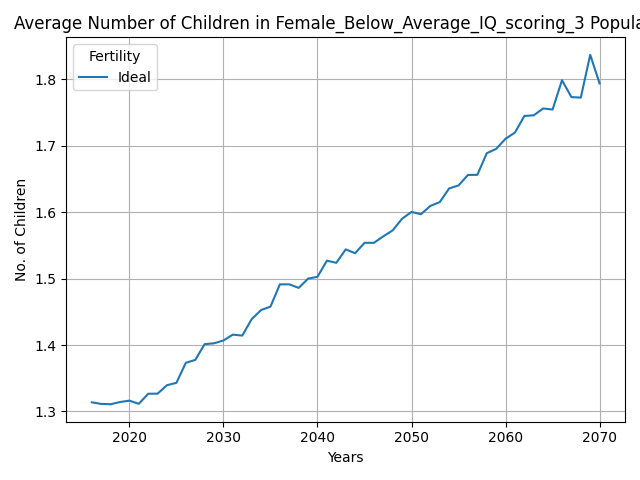 Average Number of Children in Female_Below_Average_IQ_scoring_3 Popula
Fertility
Ideal
No. of Children
1.8
1.7
1.6
1.5
1.4
1.3
2020 2030 2040 2050 2060 2070
Years